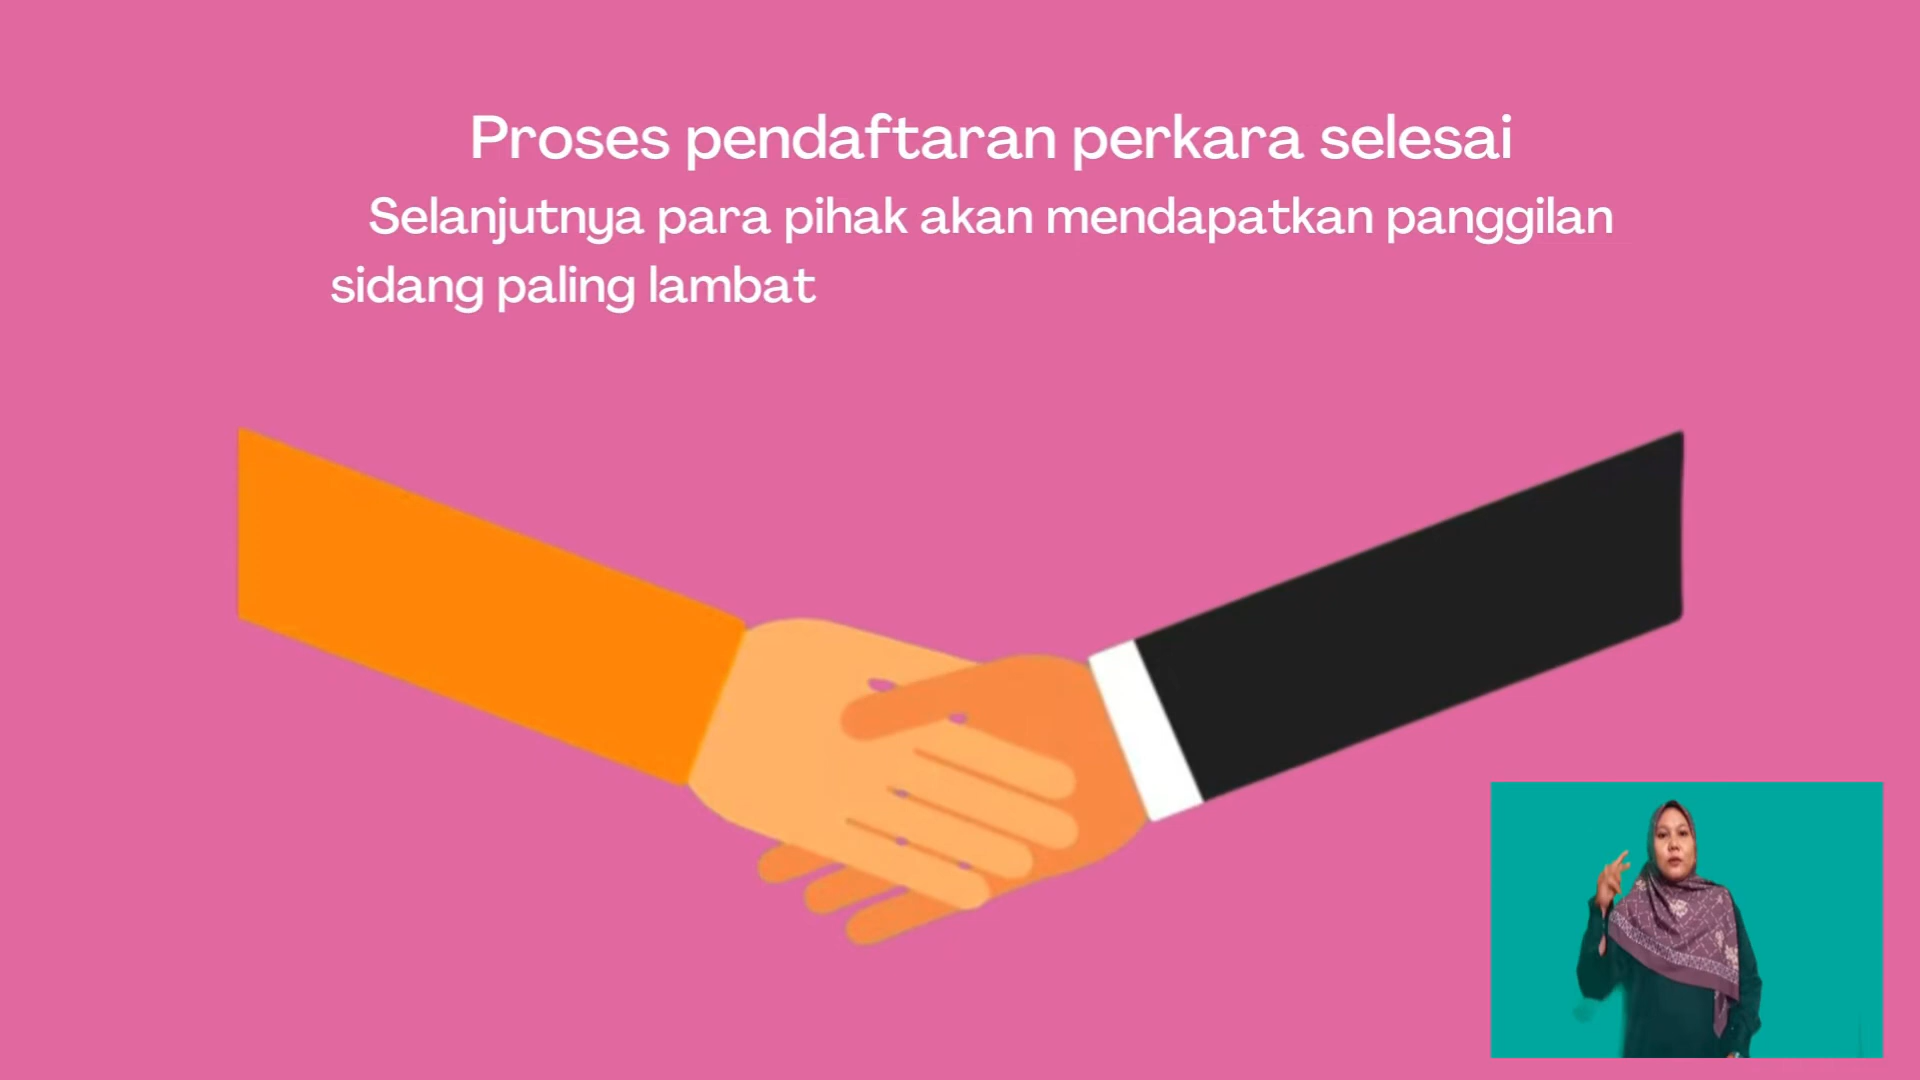 Proses pendaftaran perkara selesai
Selanjutnya para pihak akan mendapatkan panggilan
sidang paling lambat